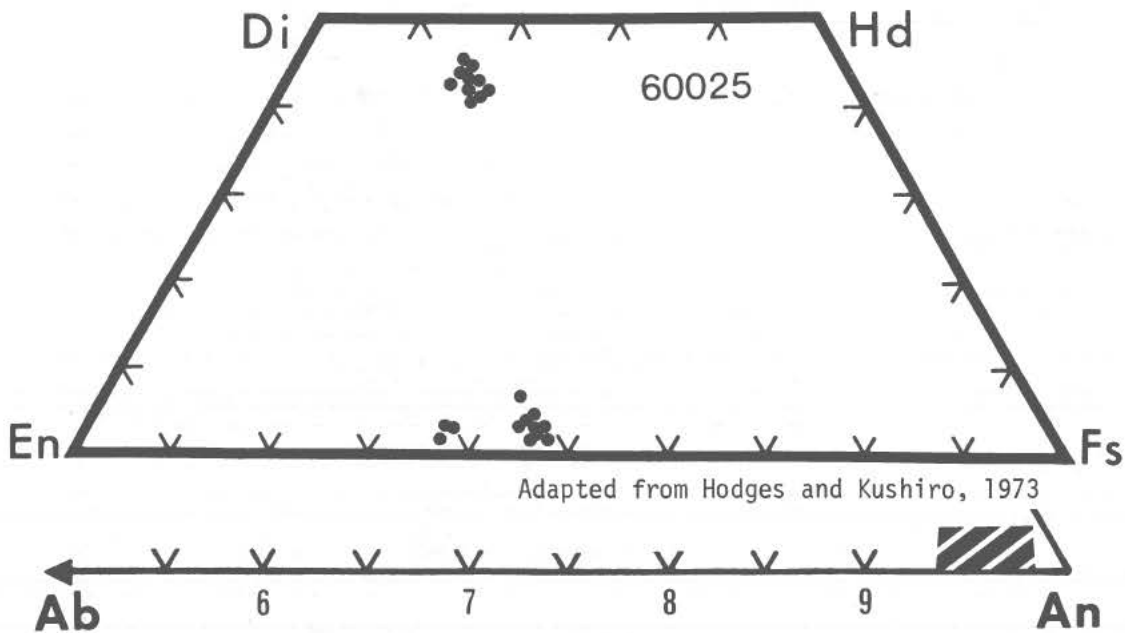 Di Hd
60025
En Fs
Adapted from Hodges and Kushiro, 1973
6 7 8 9
Ab An